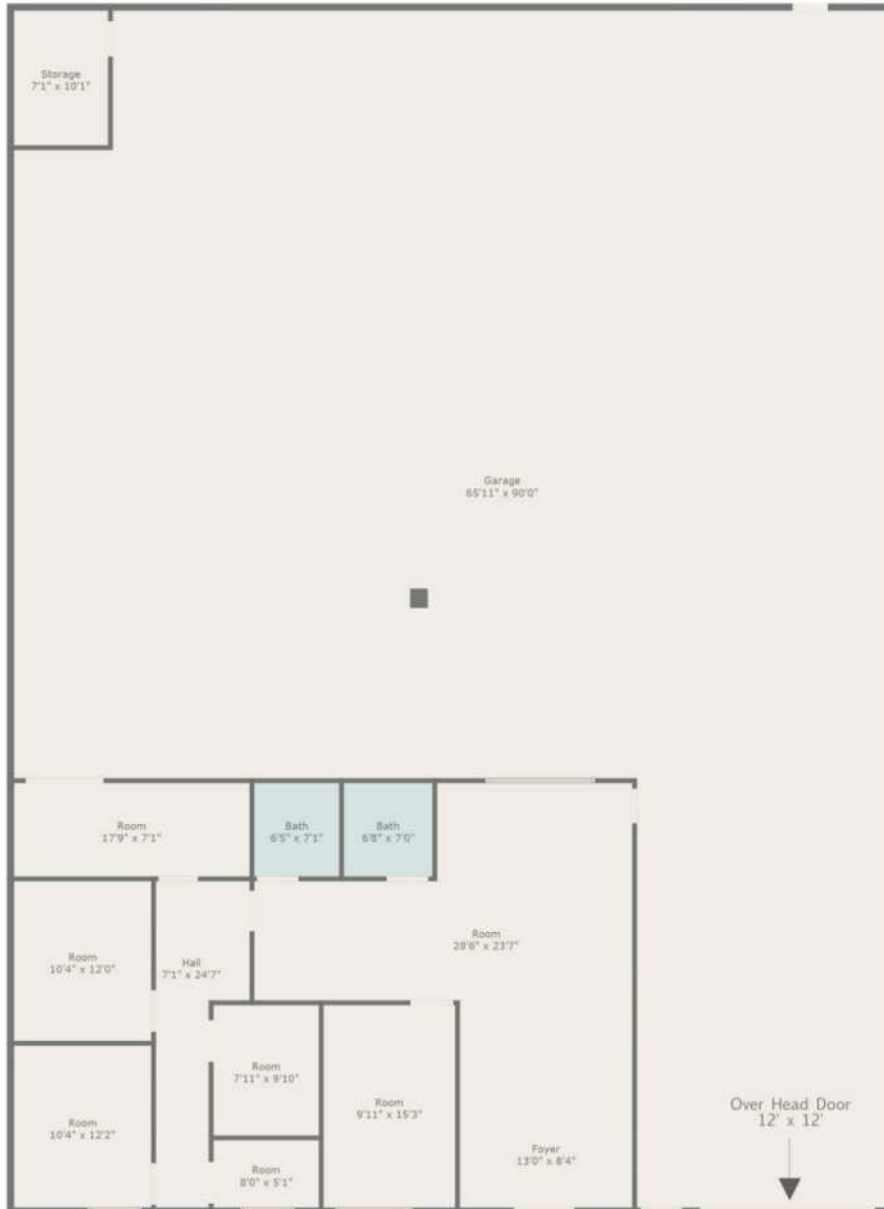 Storage
7'1" x 10'1"
Garage
65'11" x 90'0"
Room
17'9" x 7'1"
Bath
6'5" x 7'1"
Bath
6'8" x 7'0"
Room
28'6" x 23'7"
Room
10'4" x 12'0"
Hall
7'1" x 24'7"
Room
7'11" x 9'10"
Room
9'11" x 15'3"
Room
10'4" x 12'2"
Room
8'0" x 5'1"
Foyer
13'0" x 8'4"
Over Head Door
12' x 12'